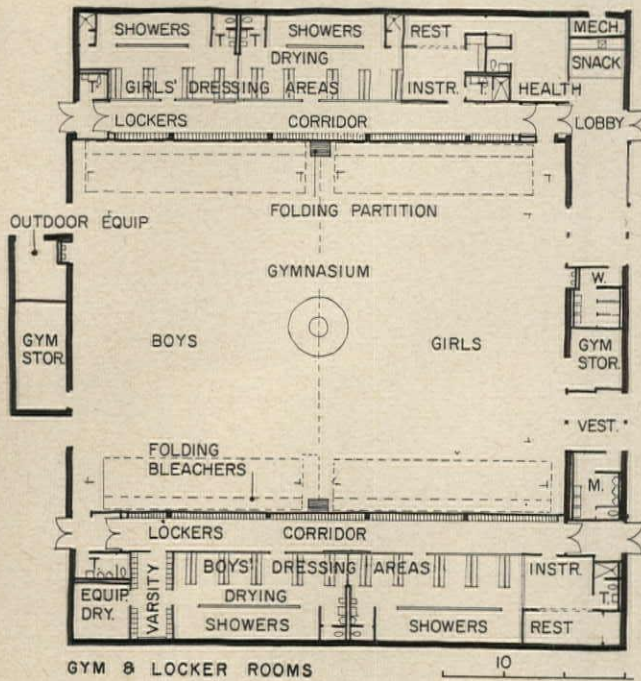 SHOWERS SHOWERS REST MECH.
T. T.
DRYING SNACK
T. GIRLS' DRESSING AREAS INSTR. T. HEALTH
LOCKERS CORRIDOR LOBBY
FOLDING PARTITION
OUTDOOR EQUIP
GYMNASIUM
W.
GYM STOR.
BOYS GIRLS
GYM STOR.
VEST.
FOLDING BLEACHERS
M.
LOCKERS CORRIDOR
T. BOYS' DRESSING AREAS INSTR.
EQUIP. DRY. VARSITY DRYING T.
SHOWERS SHOWERS REST
GYM & LOCKER ROOMS 10